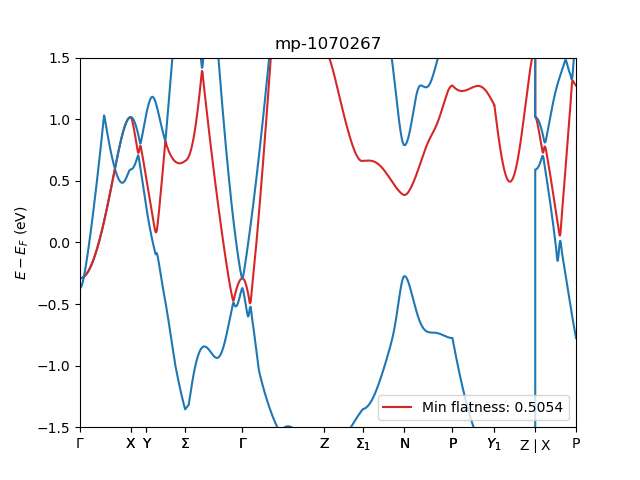 mp-1070267
E − E_F (eV)
1.5
1.0
0.5
0.0
−0.5
−1.0
−1.5
Min flatness: 0.5054
Γ X Y Σ Γ Z Σ₁ N P Y₁ Z | X P